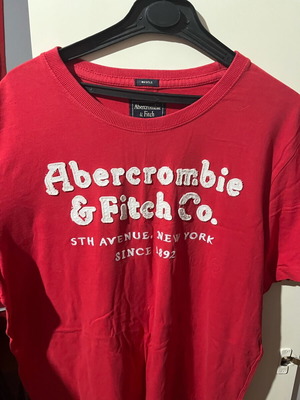 Abercrombie
& Fitch
Abercrombie
& Fitch Co.
5TH AVENUE, NEW YORK
SINCE 1892